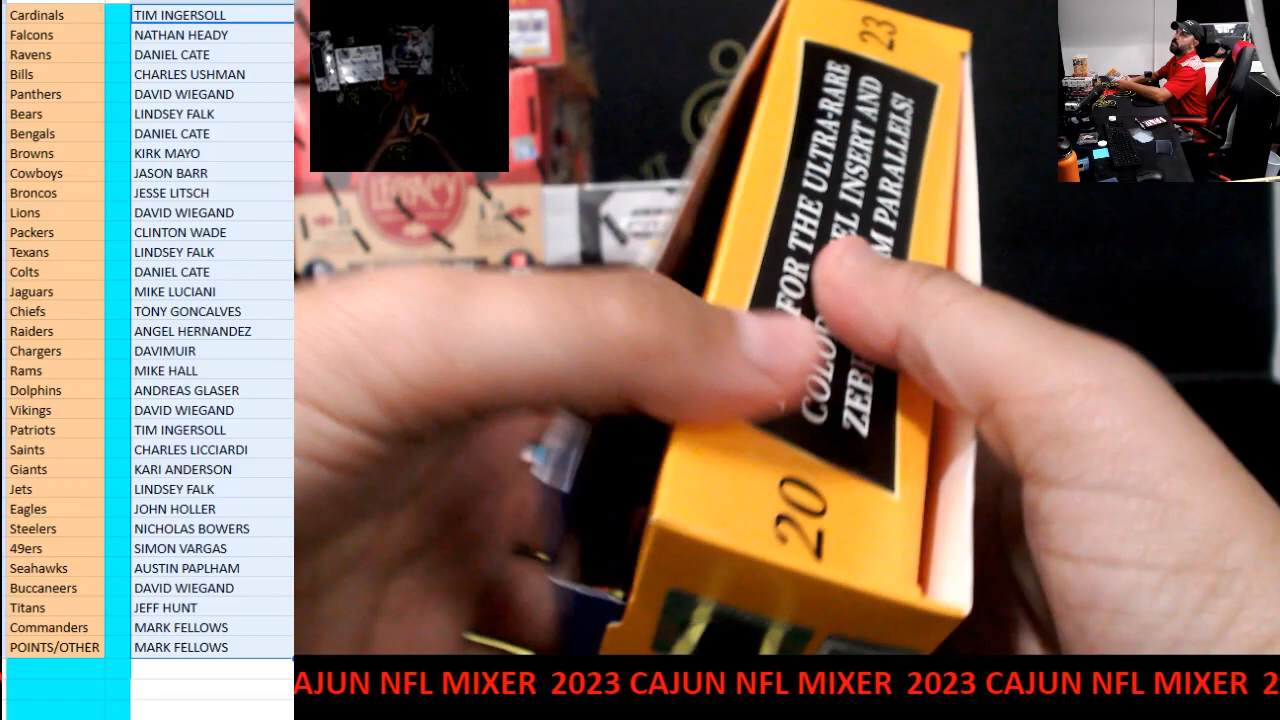 Cardinals TIM INGERSOLL
Falcons NATHAN HEADY
Ravens DANIEL CATE
Bills CHARLES USHMAN
Panthers DAVID WIEGAND
Bears LINDSEY FALK
Bengals DANIEL CATE
Browns KIRK MAYO
Cowboys JASON BARR
Broncos JESSE LITSCH
Lions DAVID WIEGAND
Packers CLINTON WADE
Texans LINDSEY FALK
Colts DANIEL CATE
Jaguars MIKE LUCIANI
Chiefs TONY GONCALVES
Raiders ANGEL HERNANDEZ
Chargers DAVIMUIR
Rams MIKE HALL
Dolphins ANDREAS GLASER
Vikings DAVID WIEGAND
Patriots TIM INGERSOLL
Saints CHARLES LICCIARDI
Giants KARI ANDERSON
Jets LINDSEY FALK
Eagles JOHN HOLLER
Steelers NICHOLAS BOWERS
49ers SIMON VARGAS
Seahawks AUSTIN PAPLHAM
Buccaneers DAVID WIEGAND
Titans JEFF HUNT
Commanders MARK FELLOWS
POINTS/OTHER MARK FELLOWS
20 23
FOR THE ULTRA-RARE
INSERT AND
PARALLELS!
LEGACY
AJUN NFL MIXER 2023 CAJUN NFL MIXER 2023 CAJUN NFL MIXER 2